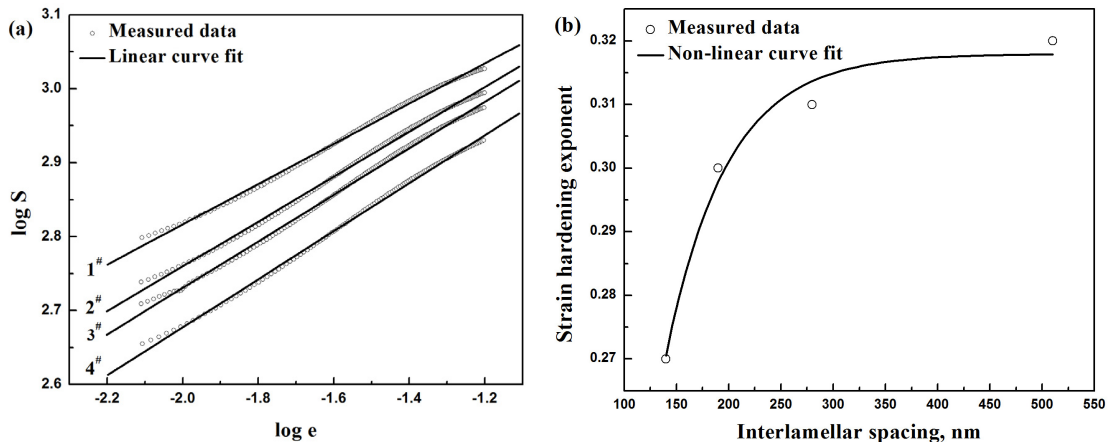 (a)
Measured data
Linear curve fit
log S
3.1
3.0
2.9
2.8
2.7
2.6
1#
2#
3#
4#
-2.2 -2.0 -1.8 -1.6 -1.4 -1.2
log e
(b)
Measured data
Non-linear curve fit
Strain hardening exponent
0.32
0.31
0.30
0.29
0.28
0.27
100 150 200 250 300 350 400 450 500 550
Interlamellar spacing, nm